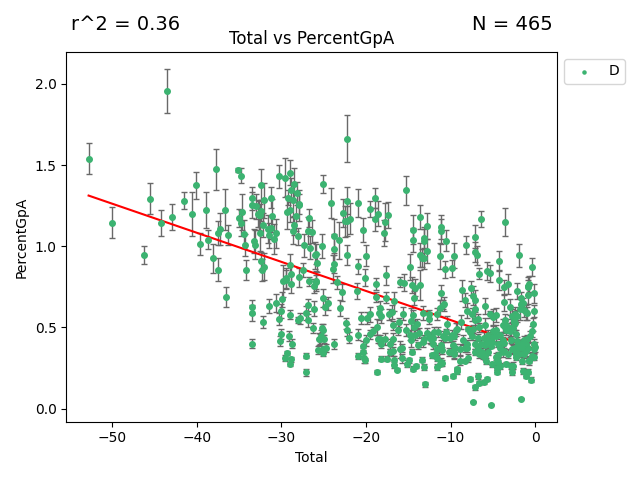 r^2 = 0.36
N = 465
Total vs PercentGpA
D
PercentGpA
2.0
1.5
1.0
0.5
0.0
−50
−40
−30
−20
−10
0
Total